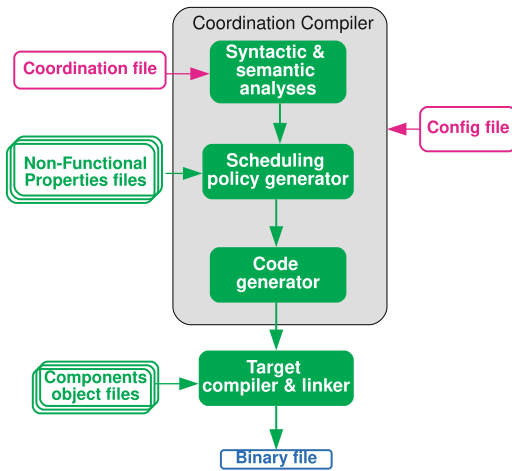 Coordination Compiler
Syntactic &
semantic
analyses
Coordination file
Config file
Non-Functional
Properties files
Scheduling
policy generator
Code
generator
Target
compiler & linker
Components
object files
Binary file